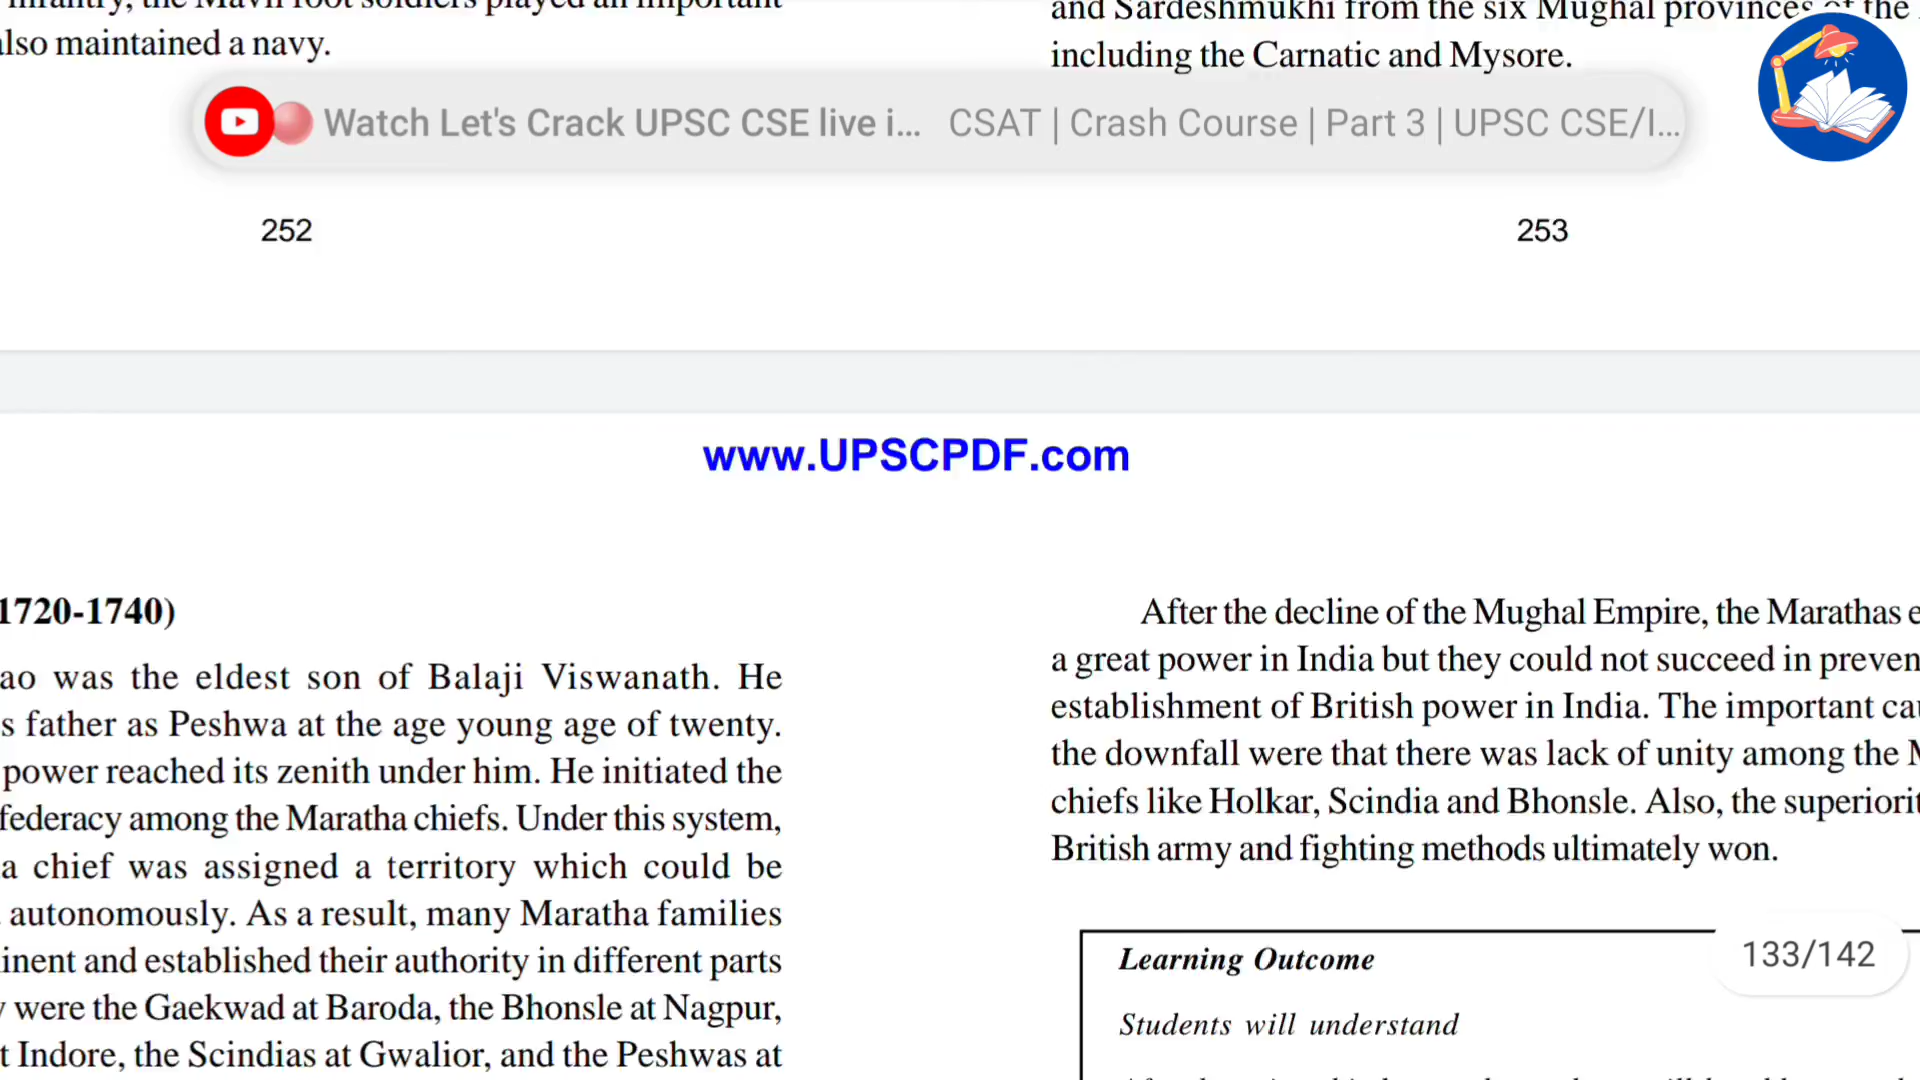 also maintained a navy.
and Sardeshmukhi from the six Mughal provinces of the
including the Carnatic and Mysore.
Watch Let's Crack UPSC CSE live i... CSAT | Crash Course | Part 3 | UPSC CSE/I...
252
253
www.UPSCPDF.com
1720-1740)
ao was the eldest son of Balaji Viswanath. He
s father as Peshwa at the age young age of twenty.
power reached its zenith under him. He initiated the
federacy among the Maratha chiefs. Under this system,
a chief was assigned a territory which could be
autonomously. As a result, many Maratha families
inent and established their authority in different parts
y were the Gaekwad at Baroda, the Bhonsle at Nagpur,
t Indore, the Scindias at Gwalior, and the Peshwas at
After the decline of the Mughal Empire, the Marathas e
a great power in India but they could not succeed in preven
establishment of British power in India. The important cau
the downfall were that there was lack of unity among the M
chiefs like Holkar, Scindia and Bhonsle. Also, the superiorit
British army and fighting methods ultimately won.
Learning Outcome
Students will understand
133/142